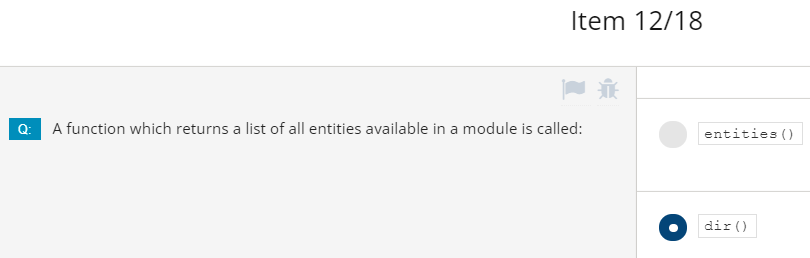 Item 12/18
Q: A function which returns a list of all entities available in a module is called:
entities()
dir()